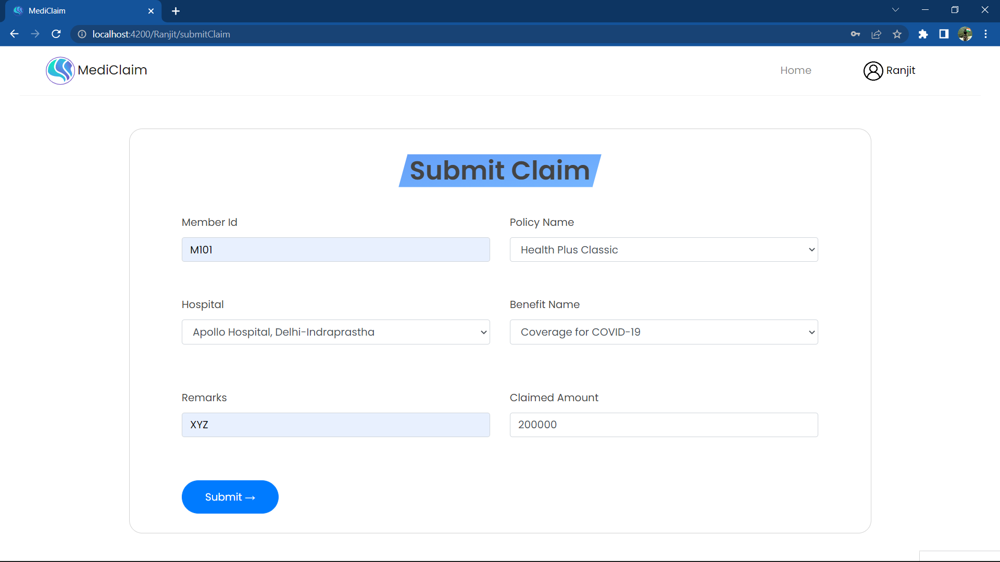 MediClaim
localhost:4200/Ranjit/submitClaim
MediClaim
Home
Ranjit
Submit Claim
Member Id
Policy Name
M101
Health Plus Classic
Hospital
Benefit Name
Apollo Hospital, Delhi-Indraprastha
Coverage for COVID-19
Remarks
Claimed Amount
XYZ
200000
Submit →